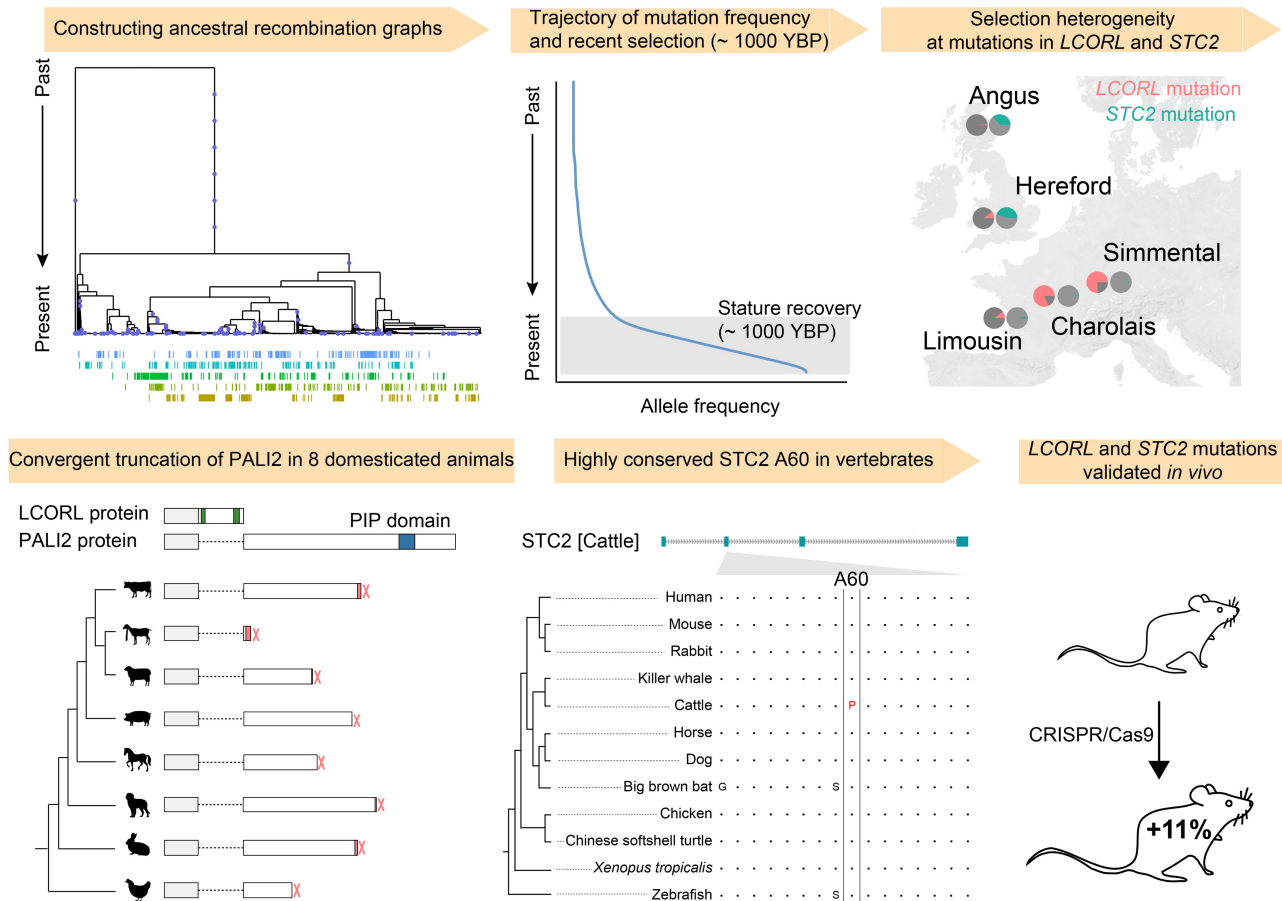 Constructing ancestral recombination graphs
Trajectory of mutation frequency
and recent selection (~ 1000 YBP)
Selection heterogeneity
at mutations in LCORL and STC2
Past
Present
Past
Present
Stature recovery
(~ 1000 YBP)
Allele frequency
LCORL mutation
STC2 mutation
Angus
Hereford
Simmental
Charolais
Limousin
Convergent truncation of PALI2 in 8 domesticated animals
Highly conserved STC2 A60 in vertebrates
LCORL and STC2 mutations
validated in vivo
LCORL protein
PALI2 protein
PIP domain
X
X
X
X
X
X
X
X
STC2 [Cattle]
A60
Human
Mouse
Rabbit
Killer whale
Cattle P
Horse
Dog
Big brown bat G S
Chicken
Chinese softshell turtle
Xenopus tropicalis
Zebrafish S
CRISPR/Cas9
+11%